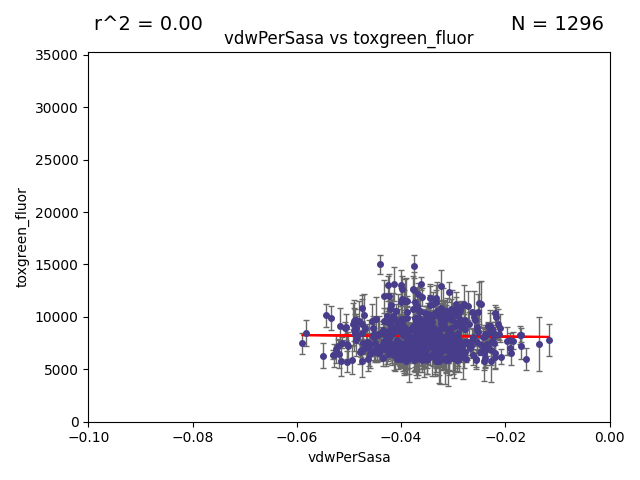 r^2 = 0.00
N = 1296
vdwPerSasa vs toxgreen_fluor
35000
30000
25000
20000
15000
10000
5000
0
toxgreen_fluor
−0.10
−0.08
−0.06
−0.04
−0.02
0.00
vdwPerSasa